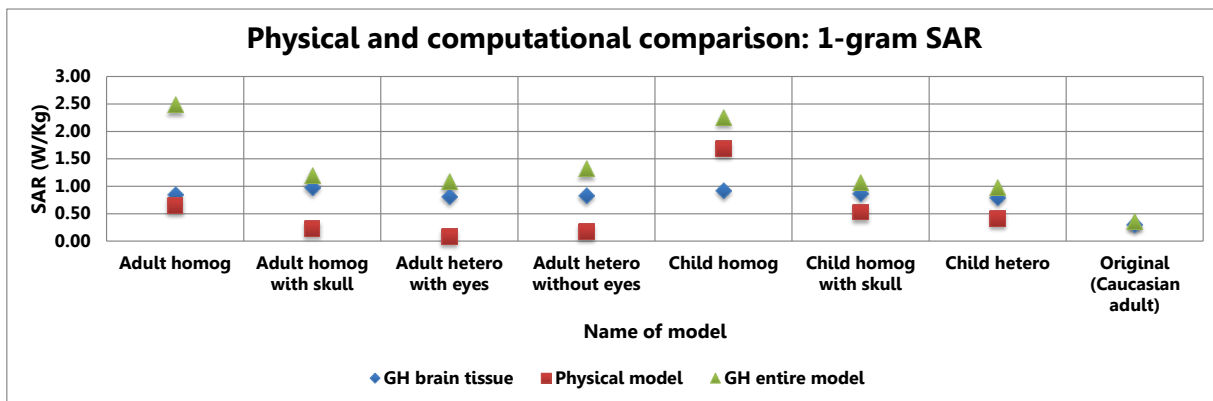 Physical and computational comparison: 1-gram SAR
SAR (W/Kg)
3.00
2.50
2.00
1.50
1.00
0.50
0.00
Adult homog
Adult homog with skull
Adult hetero with eyes
Adult hetero without eyes
Child homog
Child homog with skull
Child hetero
Original (Caucasian adult)
Name of model
GH brain tissue
Physical model
GH entire model